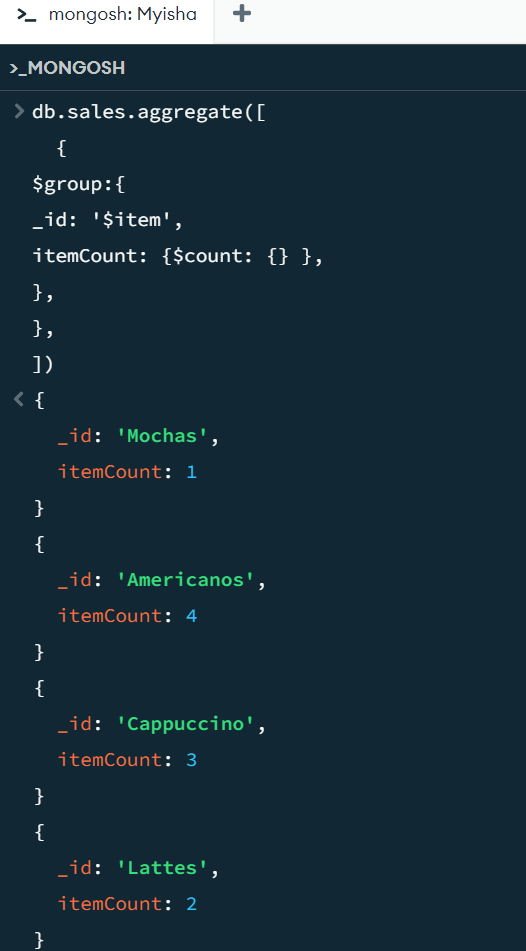 >_ mongosh: Myisha +
>_MONGOSH
> db.sales.aggregate([
{
$group:{
_id: '$item',
itemCount: {$count: {} },
},
},
])
< {
_id: 'Mochas',
itemCount: 1
}
{
_id: 'Americanos',
itemCount: 4
}
{
_id: 'Cappuccino',
itemCount: 3
}
{
_id: 'Lattes',
itemCount: 2
}